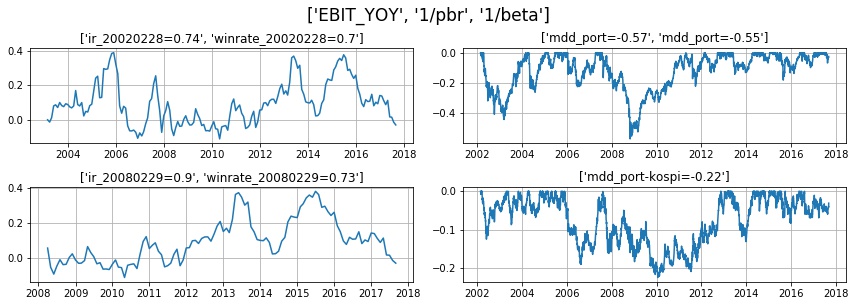 ['EBIT_YOY', '1/pbr', '1/beta']
['ir_20020228=0.74', 'winrate_20020228=0.7']
0.4
0.2
0.0
2004 2006 2008 2010 2012 2014 2016 2018
['mdd_port=-0.57', 'mdd_port=-0.55']
0.0
−0.2
−0.4
2002 2004 2006 2008 2010 2012 2014 2016 2018
['ir_20080229=0.9', 'winrate_20080229=0.73']
0.4
0.2
0.0
2008 2009 2010 2011 2012 2013 2014 2015 2016 2017 2018
['mdd_port-kospi=-0.22']
0.0
−0.1
−0.2
2002 2004 2006 2008 2010 2012 2014 2016 2018